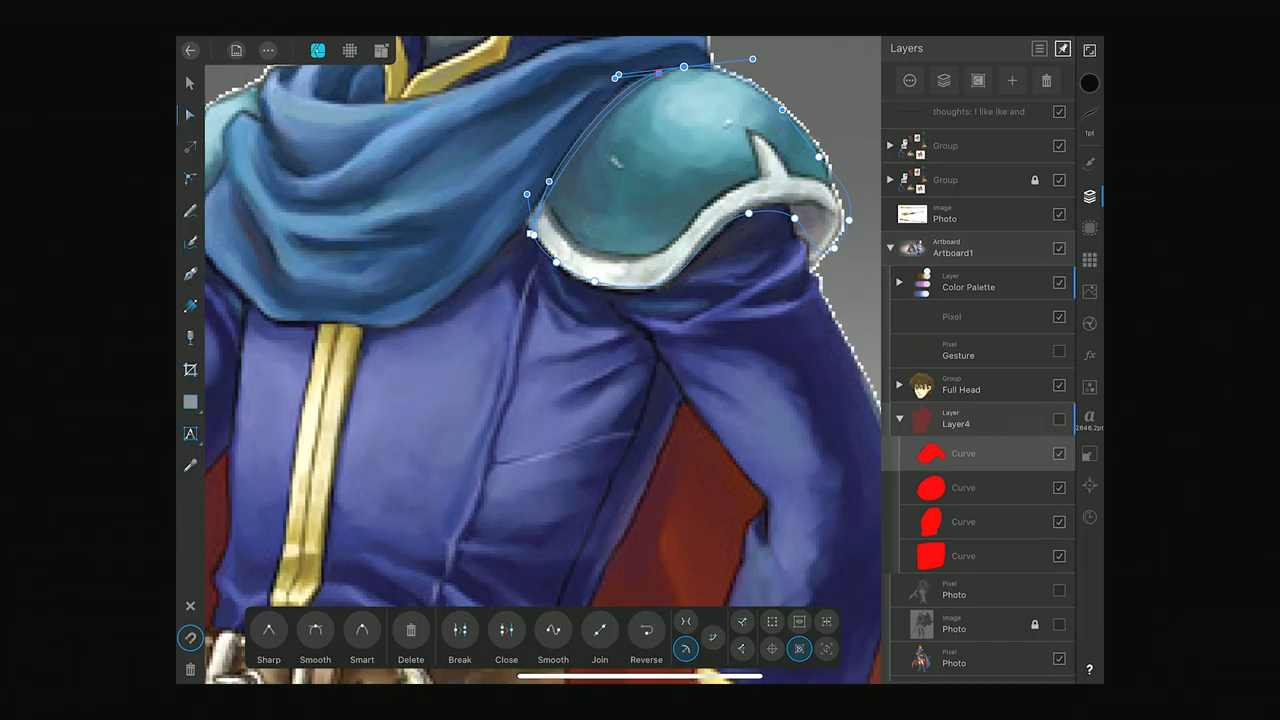 Layers
thoughts: I like Ike and
1pt
Group
Group
Image
Photo
Artboard
Artboard1
Layer
Color Palette
Pixel
Pixel
Gesture
fx
Group
Full Head
Layer
Layer4
a
2646.2pt
Curve
Curve
Curve
Curve
Pixel
Photo
Image
Photo
Photo
Sharp
Smooth
Smart
Delete
Break
Close
Smooth
Join
Reverse
A
?